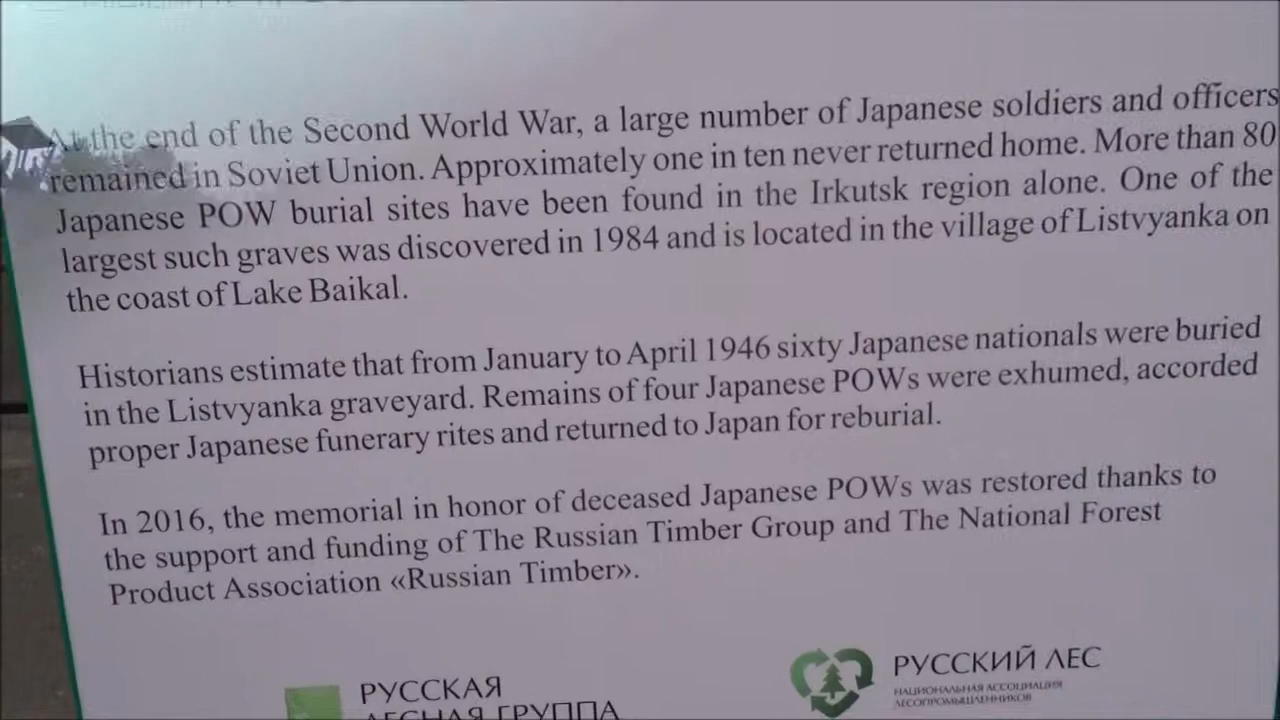 At the end of the Second World War, a large number of Japanese soldiers and officers
remained in Soviet Union. Approximately one in ten never returned home. More than 80
Japanese POW burial sites have been found in the Irkutsk region alone. One of the
largest such graves was discovered in 1984 and is located in the village of Listvyanka on
the coast of Lake Baikal.
Historians estimate that from January to April 1946 sixty Japanese nationals were buried
in the Listvyanka graveyard. Remains of four Japanese POWs were exhumed, accorded
proper Japanese funerary rites and returned to Japan for reburial.
In 2016, the memorial in honor of deceased Japanese POWs was restored thanks to
the support and funding of The Russian Timber Group and The National Forest
Product Association «Russian Timber».
РУССКАЯ
ЛЕСНАЯ ГРУППА
РУССКИЙ ЛЕС
НАЦИОНАЛЬНАЯ АССОЦИАЦИЯ
ЛЕСОПРОМЫШЛЕННИКОВ